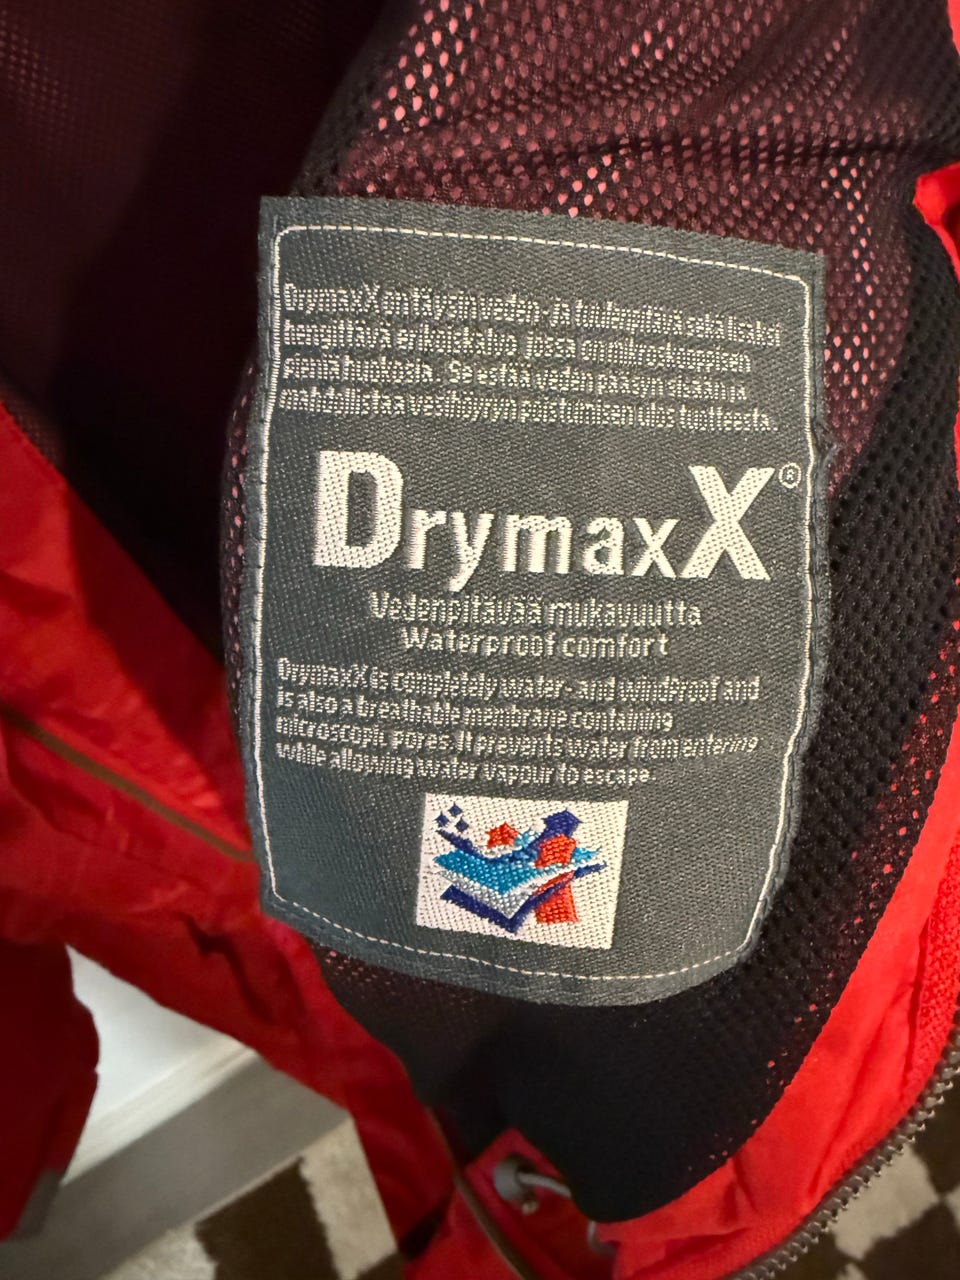 DrymaxX on täysin veden- ja tuulenpitävä sekä lisäksi
hengittävä erikoiskalvo, jossa on mikroskooppisen
pieniä huokosia. Se estää veden pääsyn sisään ja
mahdollistaa vesihöyryn poistumisen ulos tuotteesta.
DrymaxX®
Vedenpitävää mukavuutta
Waterproof comfort
DrymaxX is completely water- and windproof and
is also a breathable membrane containing
microscopic pores. It prevents water from entering
while allowing water vappur to escape.